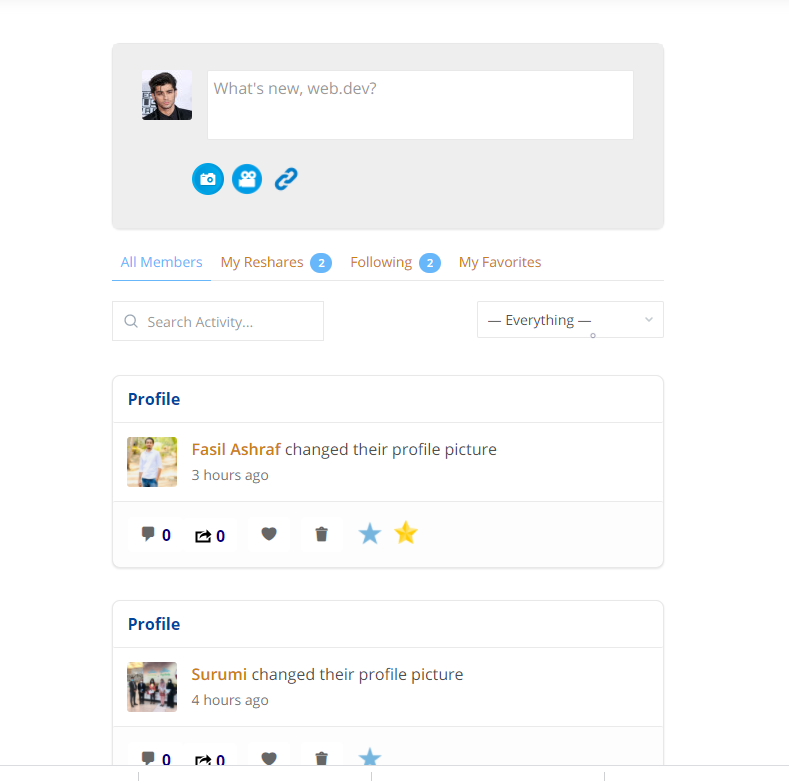 What's new, web.dev?
All Members My Reshares 2 Following 2 My Favorites
Search Activity... — Everything —
Profile
Fasil Ashraf changed their profile picture
3 hours ago
0 0
Profile
Surumi changed their profile picture
4 hours ago
0 0